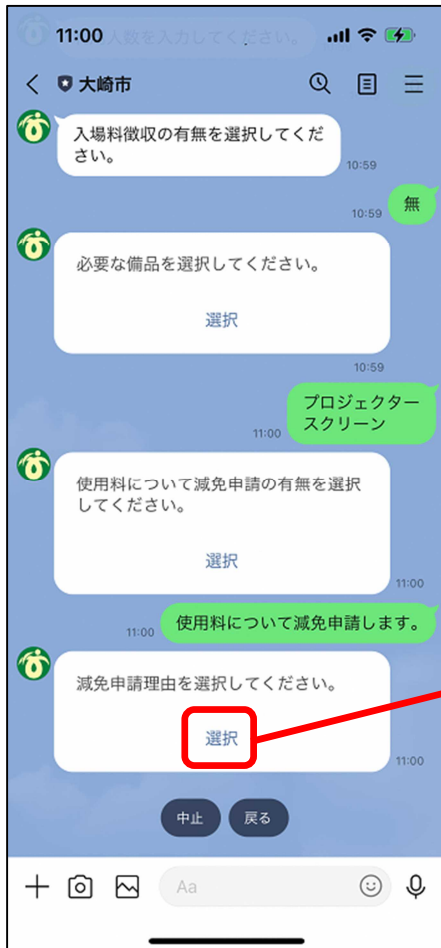 11:00
人数を入力してください。
大崎市
入場料徴収の有無を選択してくだ
さい。
10:59
無
10:59
必要な備品を選択してください。
選択
10:59
プロジェクター
スクリーン
11:00
使用料について減免申請の有無を選択
してください。
選択
11:00
使用料について減免申請します。
11:00
減免申請理由を選択してください。
選択
11:00
中止
戻る
Aa